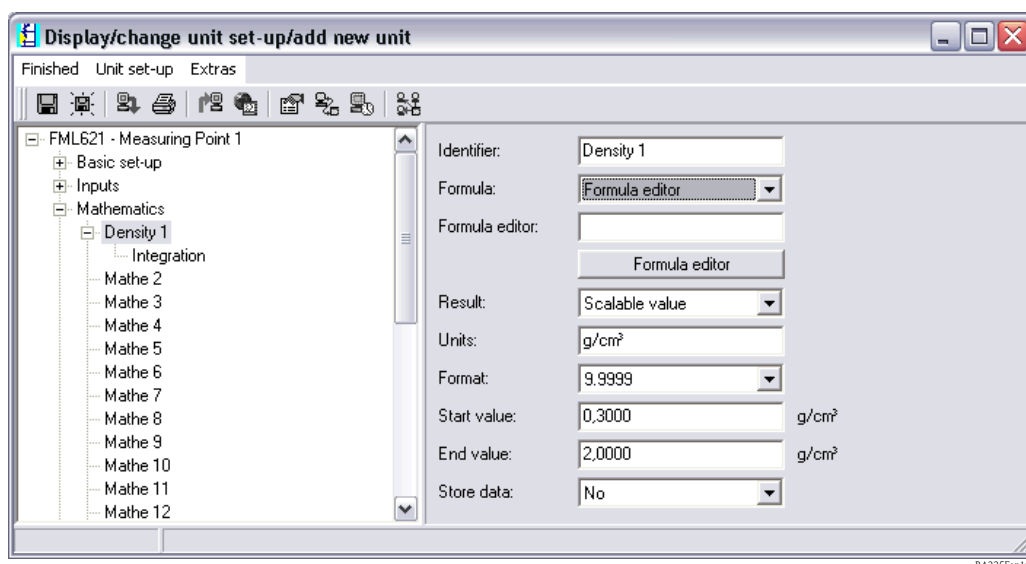 Display/change unit set-up/add new unit
Finished Unit set-up Extras
FML621 - Measuring Point 1
Basic set-up
Inputs
Mathematics
Density 1
Integration
Mathe 2
Mathe 3
Mathe 4
Mathe 5
Mathe 6
Mathe 7
Mathe 8
Mathe 9
Mathe 10
Mathe 11
Mathe 12
Identifier: Density 1
Formula: Formula editor
Formula editor:
Formula editor
Result: Scalable value
Units: g/cm³
Format: 9.9999
Start value: 0,3000 g/cm³
End value: 2,0000 g/cm³
Store data: No